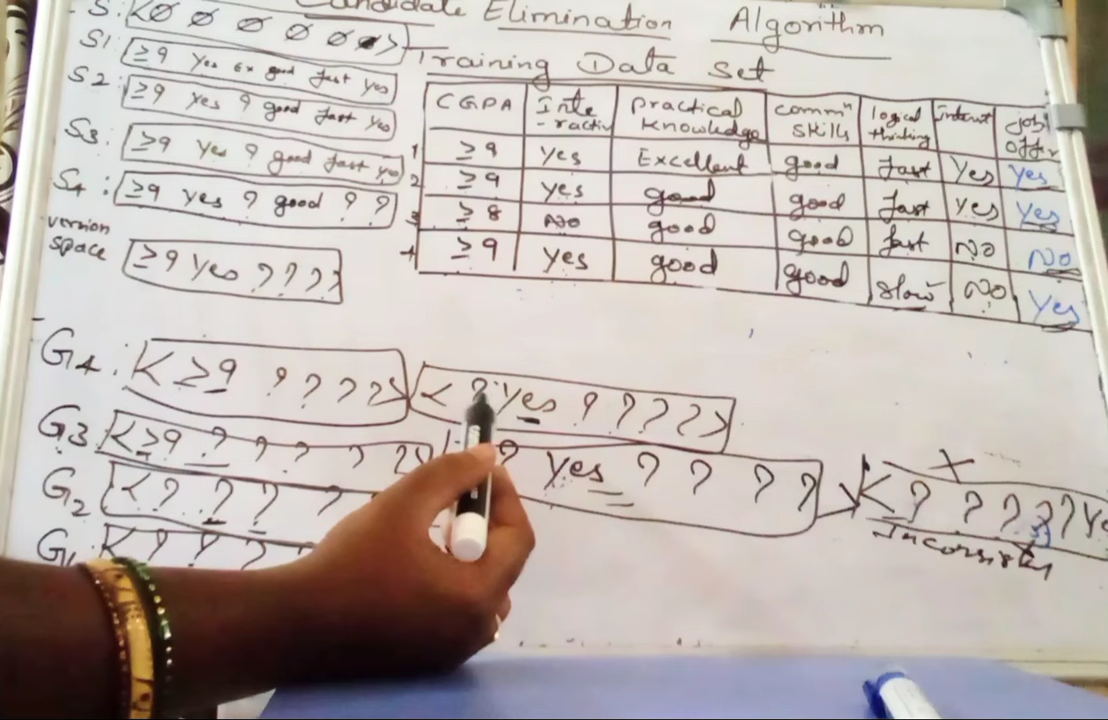 Candidate Elimination Algorithm
S: <Ø Ø Ø Ø Ø Ø>
S1: ≥9 Yes Ex good fast yes
S2: ≥9 Yes ? good fast Yes
S3: ≥9 Yes ? good fast yes
S4: ≥9 Yes ? good ? ?
version space
≥9 Yes ? ? ? ?
Training Data Set
CGPA Inte-ractiv practical Knowledge commⁿ skills logical thinking interest job offer
1 ≥9 Yes Excellent good fast Yes Yes
2 ≥9 Yes good good fast Yes Yes
3 ≥8 No good good fast No No
4 ≥9 Yes good good slow No Yes
G4: <≥9 ? ? ? ? ?> <? Yes ? ? ? ?>
G3 <≥9 ? ? ? ? ?> ? Yes ? ? ? ? <? ? ? ? ?
G2 <? ? ? ?
G1: <? ? ?
X
Inconsisten